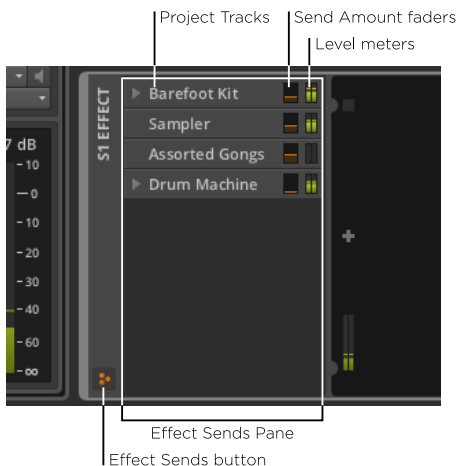 Project Tracks
Send Amount faders
Level meters
S1 EFFECT
Barefoot Kit
Sampler
Assorted Gongs
Drum Machine
7 dB
-10
-0
-10
-20
-30
-40
-60
-∞
Effect Sends Pane
Effect Sends button